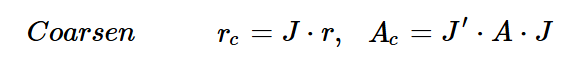 Coarsen r_c = J · r, A_c = J′ · A · J